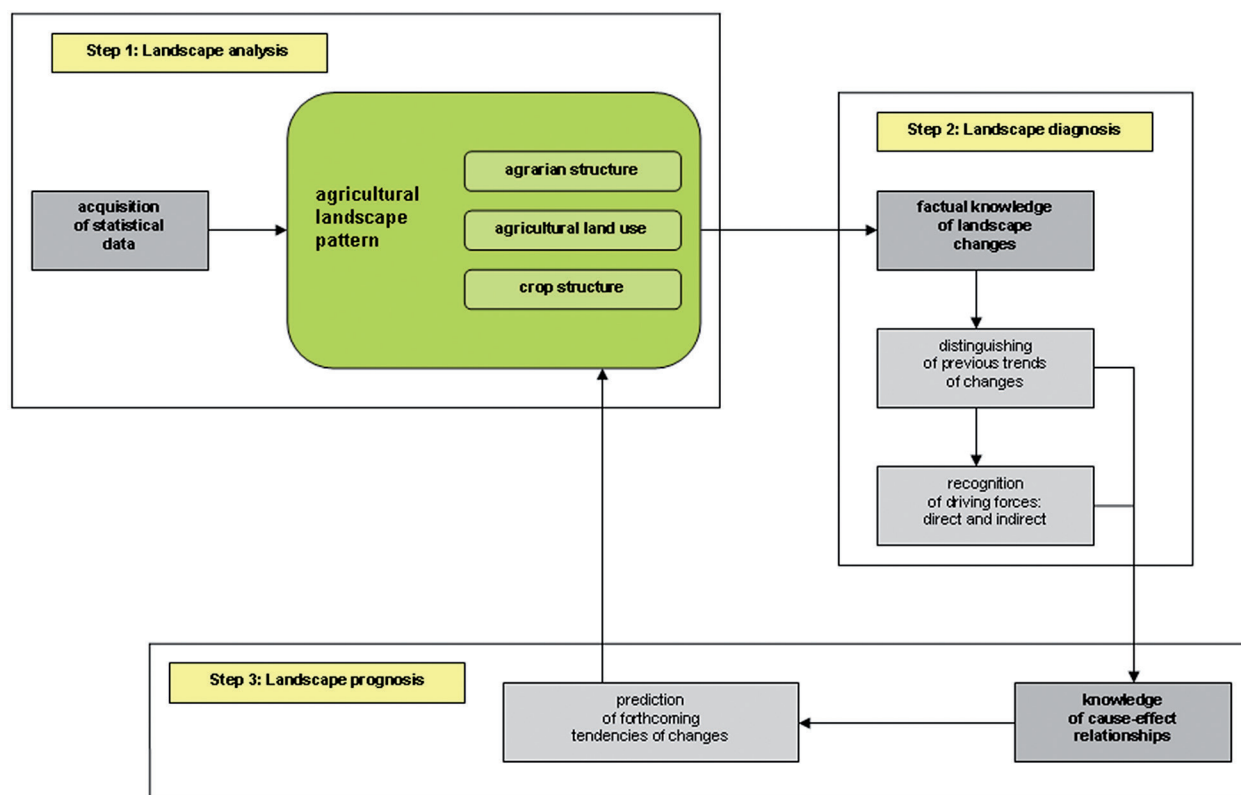 Step 1: Landscape analysis
acquisition
of statistical
data
agricultural
landscape
pattern
agrarian structure
agricultural land use
crop structure
Step 2: Landscape diagnosis
factual knowledge
of landscape
changes
distinguishing
of previous trends
of changes
recognition
of driving forces:
direct and indirect
Step 3: Landscape prognosis
prediction
of forthcoming
tendencies of changes
knowledge
of cause-effect
relationships